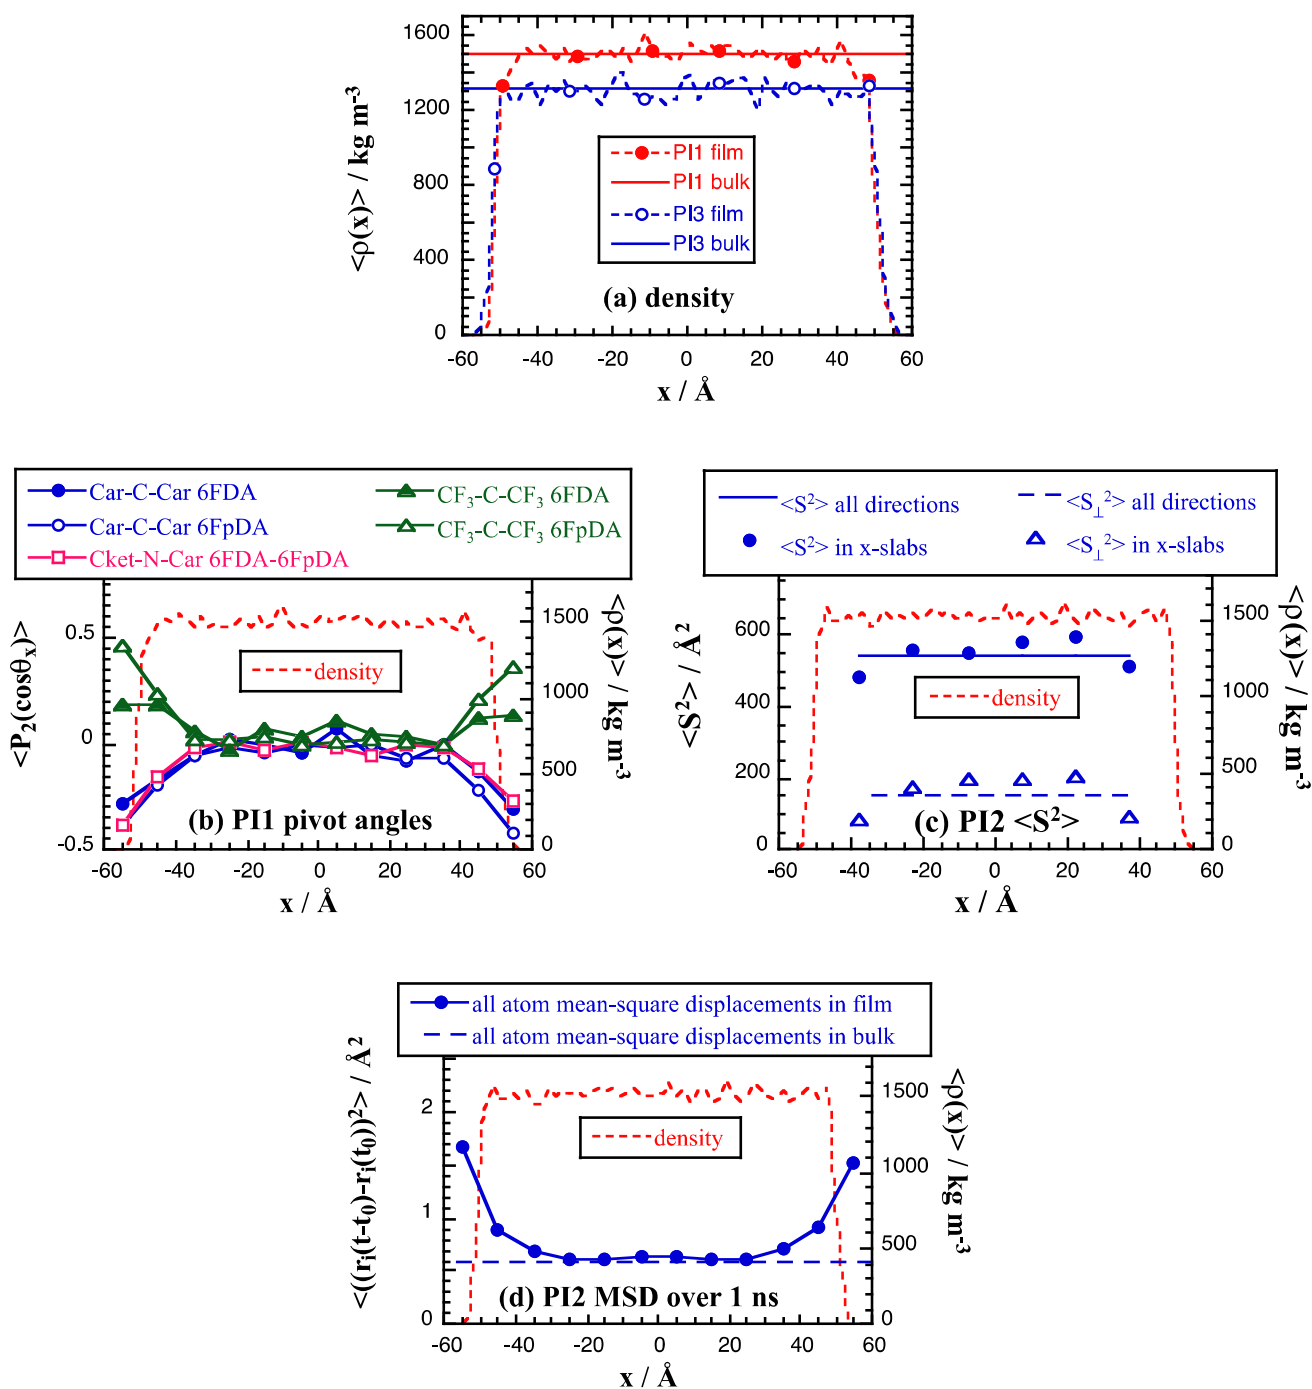 1600
1200
800
400
0
<ρ(x)> / kg m-3
PI1 film
PI1 bulk
PI3 film
PI3 bulk
(a) density
-60 -40 -20 0 20 40 60
x / Å
Car-C-Car 6FDA
Car-C-Car 6FpDA
Cket-N-Car 6FDA-6FpDA
CF3-C-CF3 6FDA
CF3-C-CF3 6FpDA
<P2(cosθx)>
0.5
0
-0.5
density
1500
1000
500
0
<ρ(x)> / kg m-3
(b) PI1 pivot angles
-60 -40 -20 0 20 40 60
x / Å
<S2> all directions
<S2> in x-slabs
<S⊥2> all directions
<S⊥2> in x-slabs
<S2> / Å2
600
400
200
0
density
1500
1000
500
0
<ρ(x)> / kg m-3
(c) PI2 <S2>
-60 -40 -20 0 20 40 60
x / Å
all atom mean-square displacements in film
all atom mean-square displacements in bulk
<((ri(t-t0)-ri(t0))2> / Å2
2
1
0
density
1500
1000
500
0
<ρ(x)> / kg m-3
(d) PI2 MSD over 1 ns
-60 -40 -20 0 20 40 60
x / Å